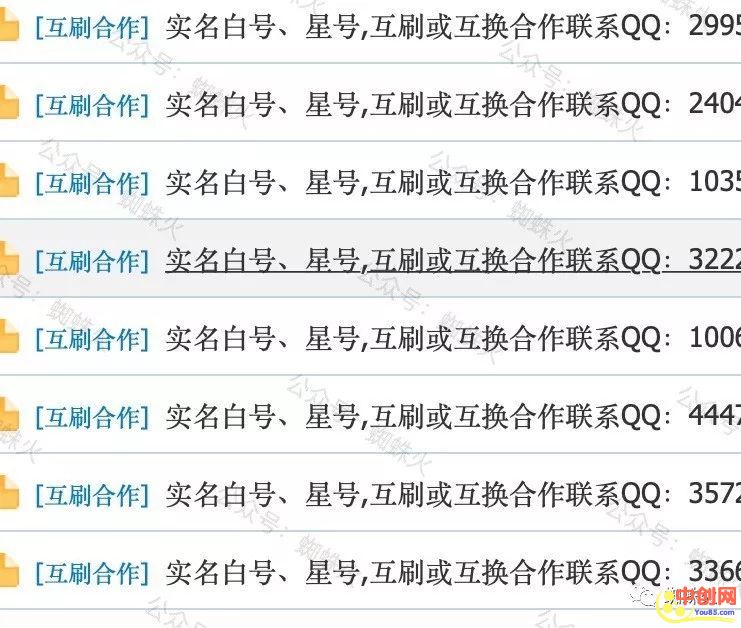 [互刷合作] 实名白号、星号,互刷或互换合作联系QQ：2995
[互刷合作] 实名白号、星号,互刷或互换合作联系QQ：2404
[互刷合作] 实名白号、星号,互刷或互换合作联系QQ：1035
[互刷合作] 实名白号、星号,互刷或互换合作联系QQ：3222
[互刷合作] 实名白号、星号,互刷或互换合作联系QQ：1006
[互刷合作] 实名白号、星号,互刷或互换合作联系QQ：4447
[互刷合作] 实名白号、星号,互刷或互换合作联系QQ：3572
[互刷合作] 实名白号、星号,互刷或互换合作联系QQ：3366
公众号：蜘蛛火
中创网
You85.com